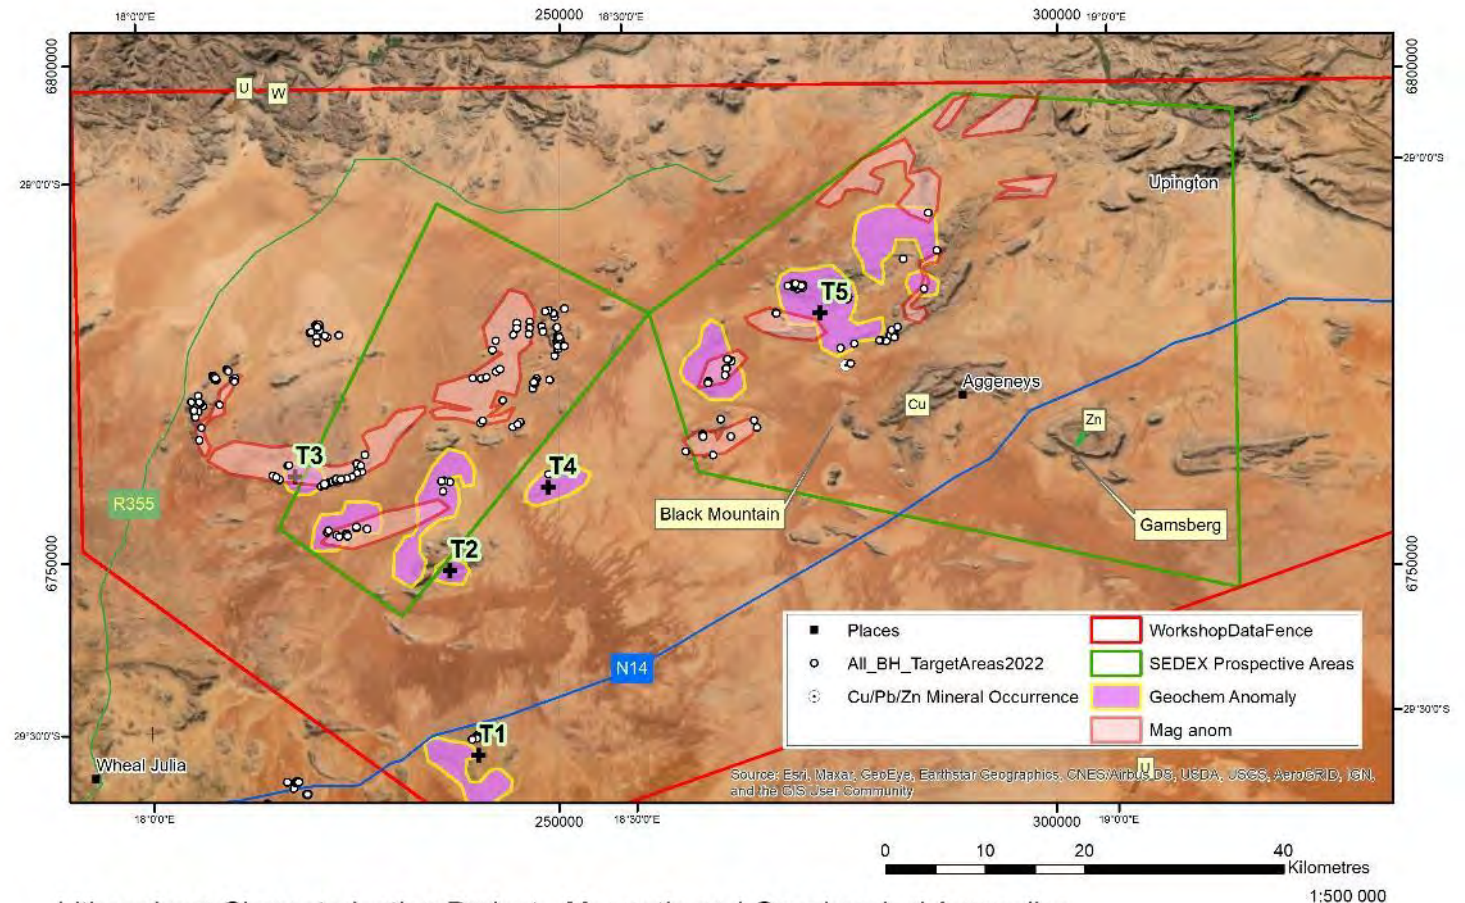 18°0'0"E 250000 18°30'0"E 300000 19°0'0"E
6800000
6800000
U
W
29°0'0"S
29°0'0"S
Upington
T5
Aggeneys
Cu
Zn
T3
T4
R355
Black Mountain
Gamsberg
T2
6750000
6750000
Places
WorkshopDataFence
All_BH_TargetAreas2022
SEDEX Prospective Areas
Cu/Pb/Zn Mineral Occurrence
Geochem Anomaly
Mag anom
N14
29°30'0"S
29°30'0"S
T1
Wheal Julia
U
Source: Esri, Maxar, GeoEye, Earthstar Geographics, CNES/Airbus DS, USDA, USGS, AeroGRID, IGN,
and the GIS User Community
18°0'0"E 250000 18°30'0"E 300000 19°0'0"E
0 10 20 40
Kilometres
1:500 000